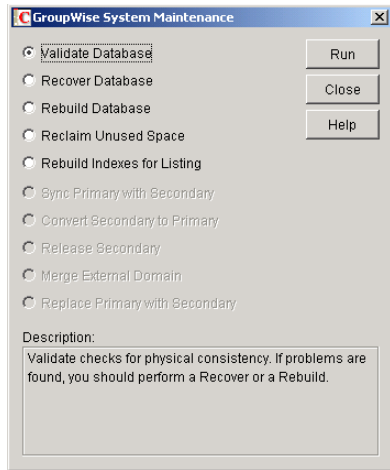 GroupWise System Maintenance
Validate Database
Recover Database
Rebuild Database
Reclaim Unused Space
Rebuild Indexes for Listing
Sync Primary with Secondary
Convert Secondary to Primary
Release Secondary
Merge External Domain
Replace Primary with Secondary
Run
Close
Help
Description:
Validate checks for physical consistency. If problems are
found, you should perform a Recover or a Rebuild.